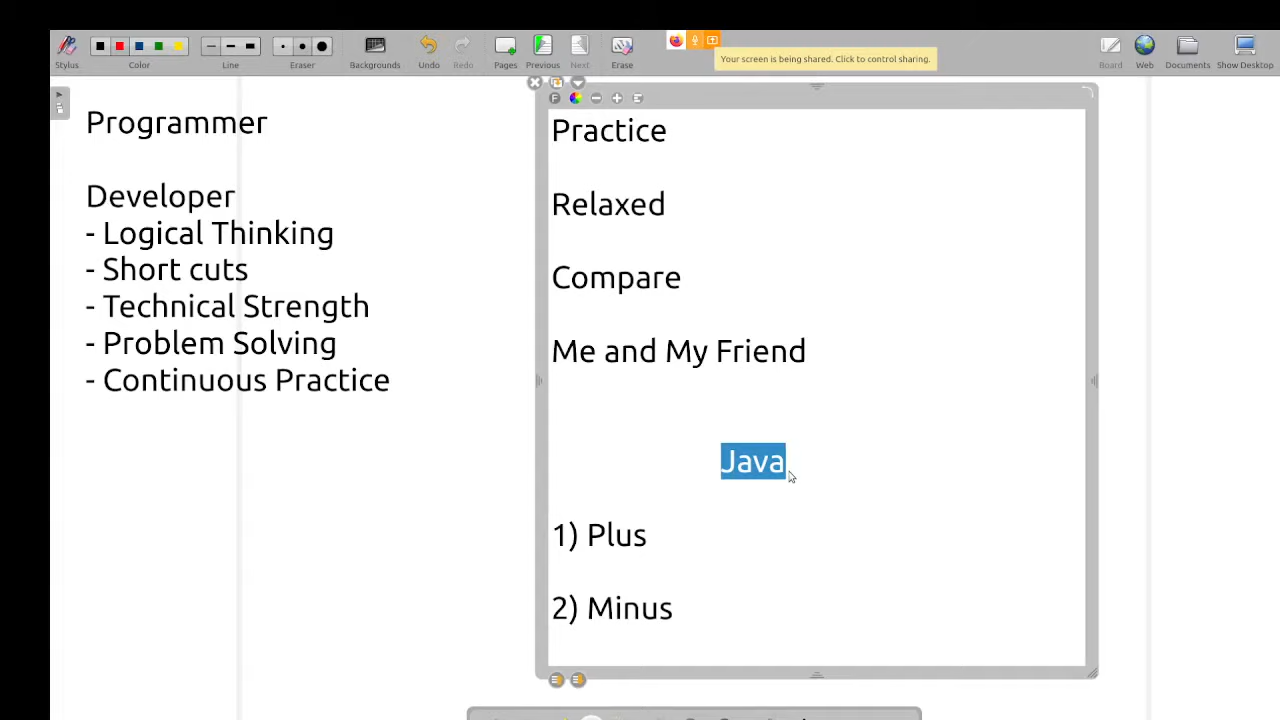 Stylus
Color
Line
Eraser
Backgrounds
Undo
Redo
Pages
Previous
Next
Erase
Your screen is being shared. Click to control sharing.
Board
Web
Documents
Show Desktop
Programmer
Developer
- Logical Thinking
- Short cuts
- Technical Strength
- Problem Solving
- Continuous Practice
Practice
Relaxed
Compare
Me and My Friend
Java
1) Plus
2) Minus